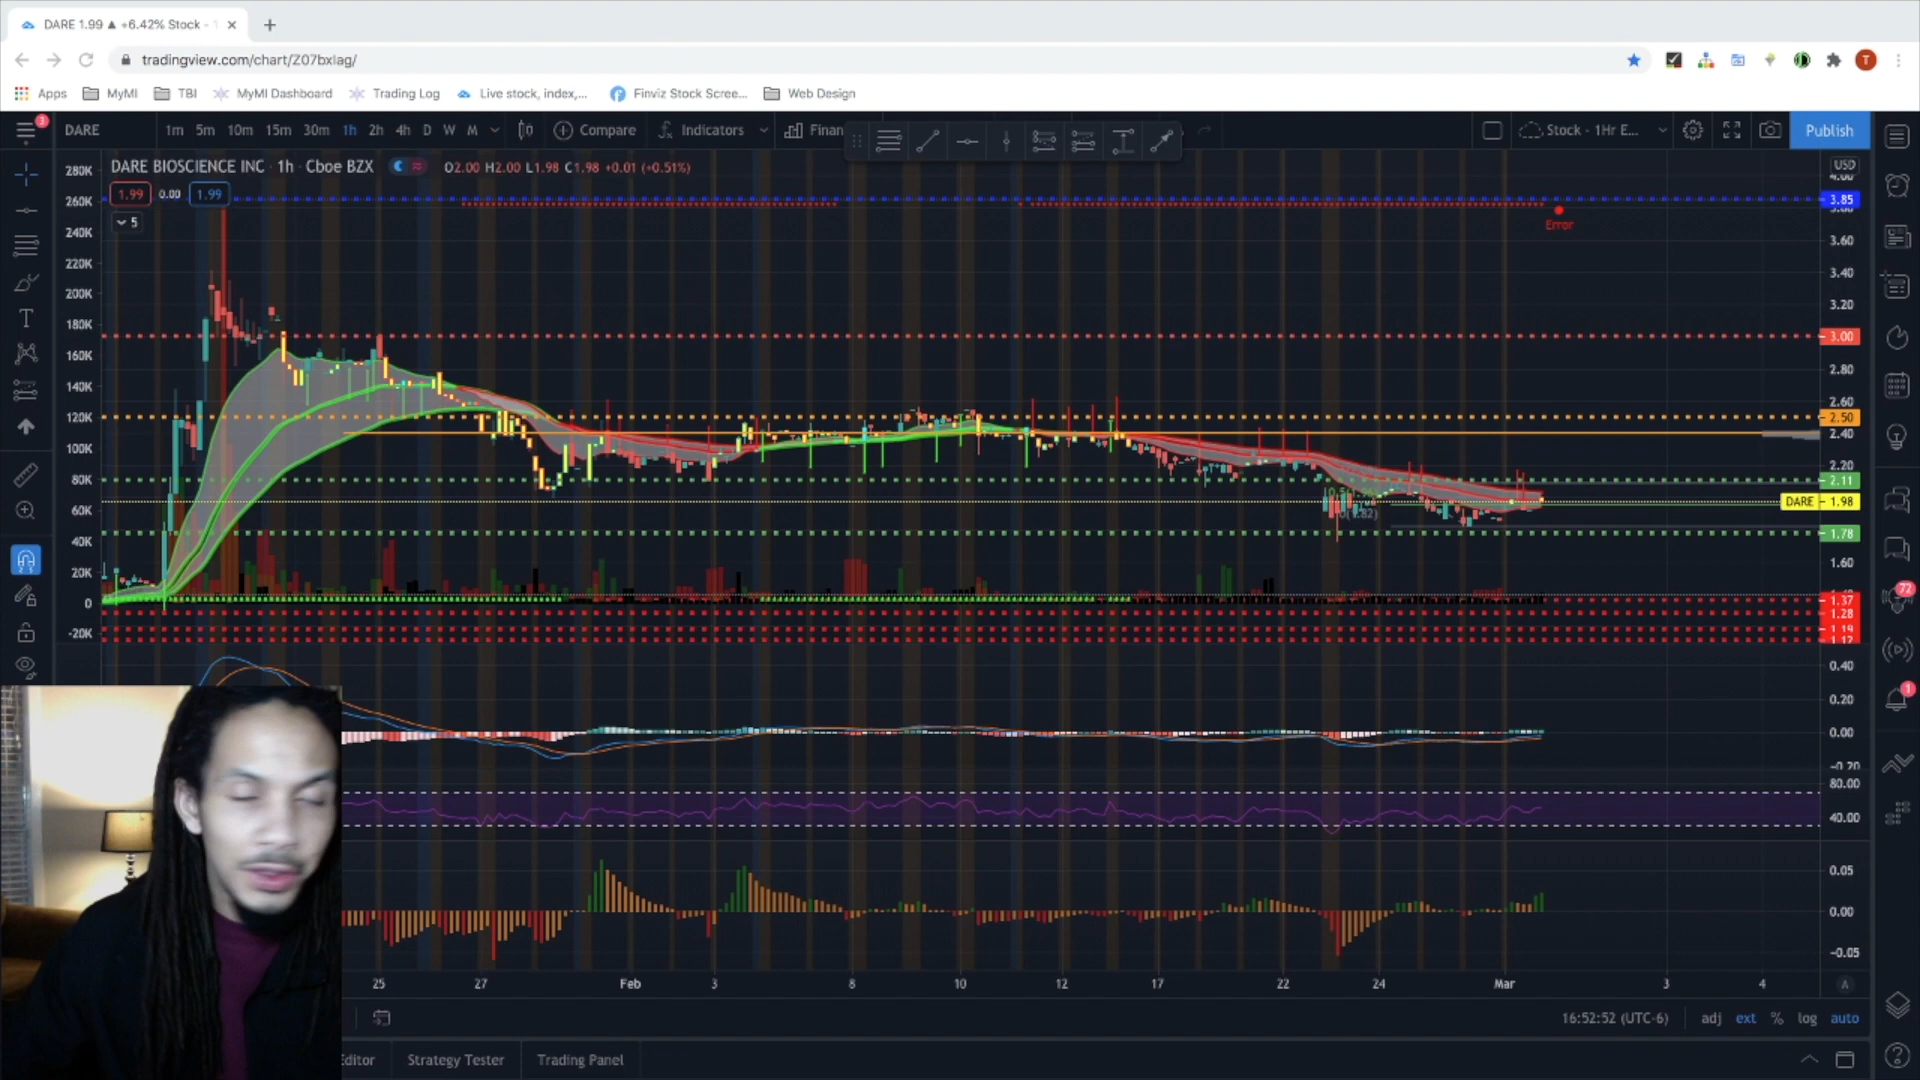 DARE 1.99 ▲ +6.42% Stock -
tradingview.com/chart/Z07bxlag/
T
Apps MyMI TBI MyMI Dashboard Trading Log Live stock, index,... Finviz Stock Scree... Web Design
3
DARE 1m 5m 10m 15m 30m 1h 2h 4h D W M Compare Indicators Finan Stock - 1Hr E... Publish
DARE BIOSCIENCE INC · 1h · Cboe BZX O2.00 H2.00 L1.98 C1.98 +0.01 (+0.51%)
1.99 0.00 1.99
5
USD
280K
260K
240K
220K
200K
180K
160K
140K
120K
100K
80K
60K
40K
20K
0
-20K
Error
3.85
3.60
3.40
3.20
3.00
2.80
2.60
2.50
2.40
2.20
2.11
DARE 1.98
1.78
1.60
1.37
1.28
1.19
0.40
0.20
0.00
-0.20
80.00
40.00
0.05
0.00
-0.05
72
1
25 27 Feb 3 8 10 12 17 22 24 Mar 3 4 A
16:52:52 (UTC-6) adj ext % log auto
Editor Strategy Tester Trading Panel